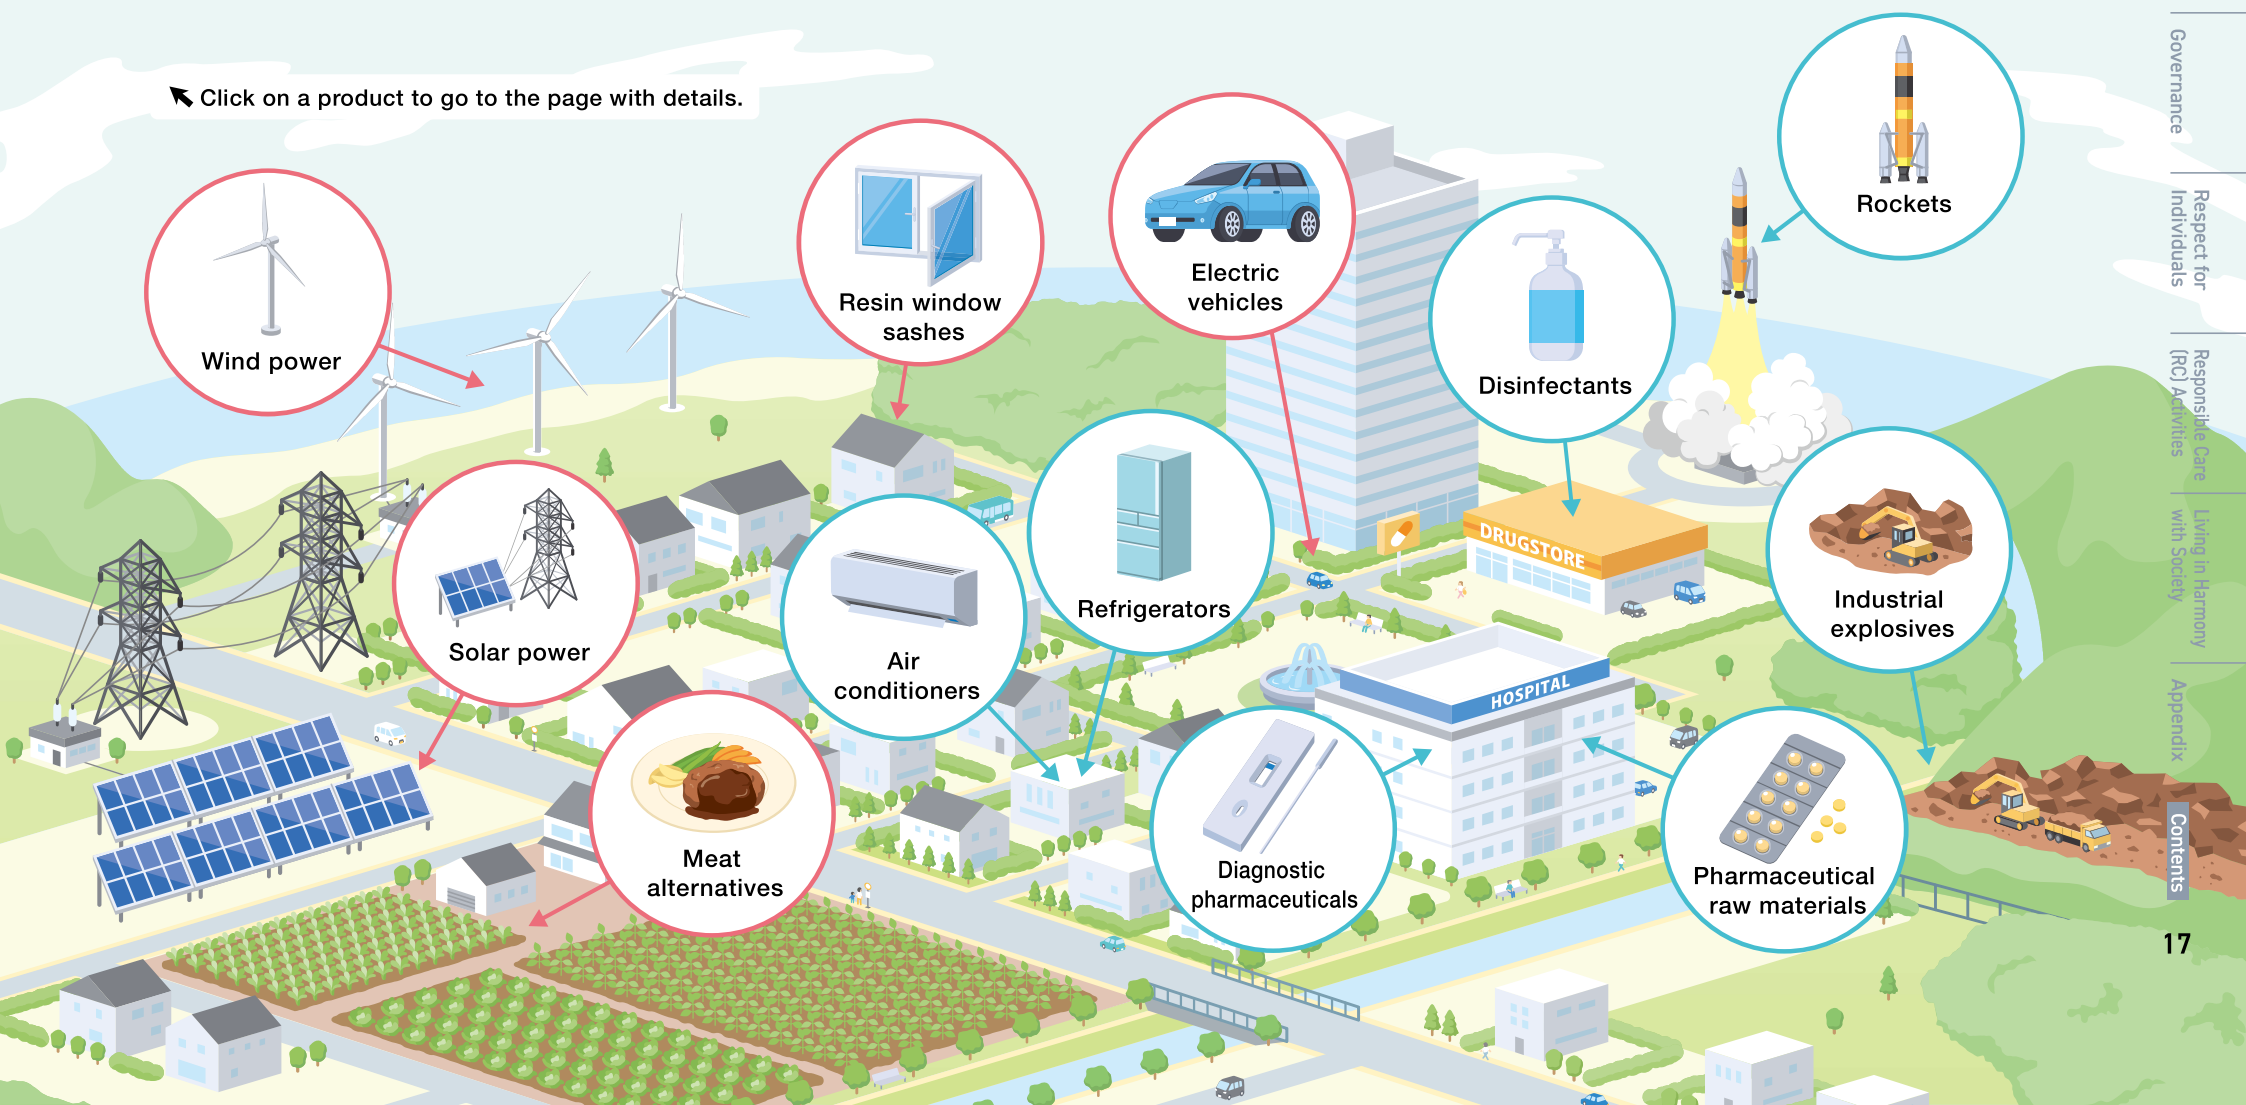 Click on a product to go to the page with details.
Wind power
Resin window
sashes
Electric
vehicles
Disinfectants
Rockets
Solar power
Air
conditioners
Refrigerators
DRUGSTORE
Industrial
explosives
Meat
alternatives
HOSPITAL
Diagnostic
pharmaceuticals
Pharmaceutical
raw materials
Governance
Respect for
Individuals
Responsible Care
(RC) Activities
Living in Harmony
with Society
Appendix
Contents
17